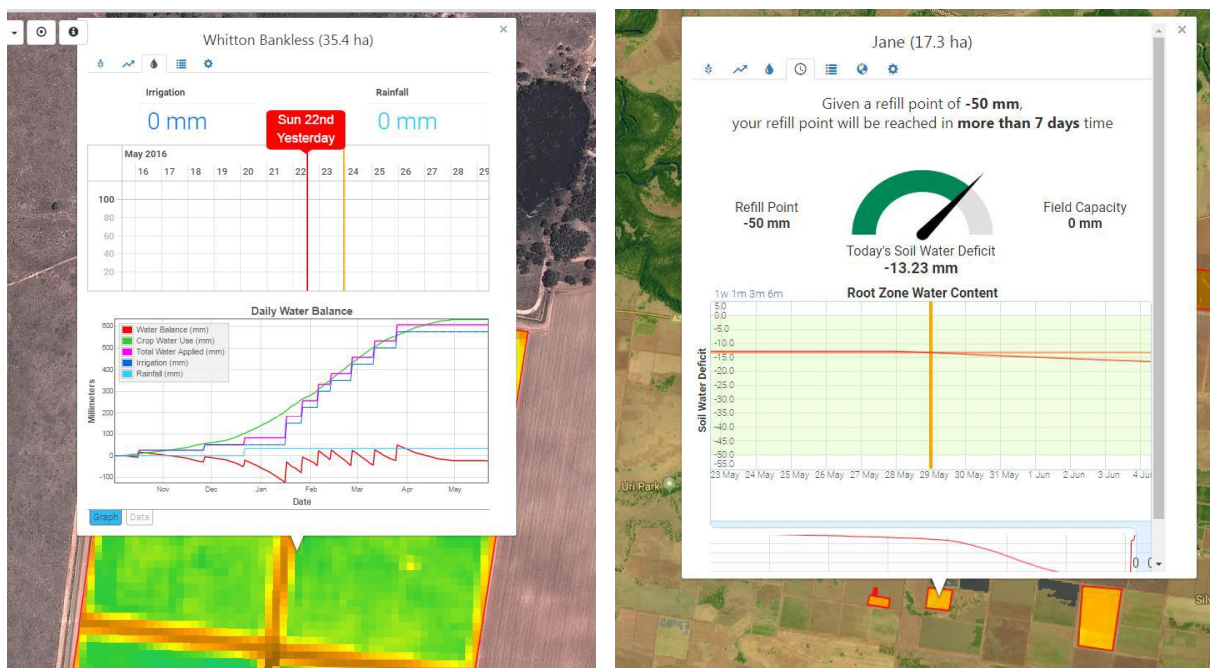 Whitton Bankless (35.4 ha)
×
Irrigation
Rainfall
0 mm
0 mm
Sun 22nd
Yesterday
May 2016
16 17 18 19 20 21 22 23 24 25 26 27 28 29
100
80
60
40
20
Daily Water Balance
Water Balance (mm)
Crop Water Use (mm)
Total Water Applied (mm)
Irrigation (mm)
Rainfall (mm)
600
500
400
300
200
100
0
-100
Millimeters
Nov Dec Jan Feb Mar Apr May
Date
Graph Data
Jane (17.3 ha)
×
Given a refill point of -50 mm,
your refill point will be reached in more than 7 days time
Refill Point
-50 mm
Field Capacity
0 mm
Today's Soil Water Deficit
-13.23 mm
1w 1m 3m 6m
Root Zone Water Content
5.0
0.0
-5.0
-10.0
-15.0
-20.0
-25.0
-30.0
-35.0
-40.0
-45.0
-50.0
-55.0
Soil Water Deficit
23 May 24 May 25 May 26 May 27 May 28 May 29 May 30 May 31 May 1 Jun 2 Jun 3 Jun 4 Jun
Uri Park